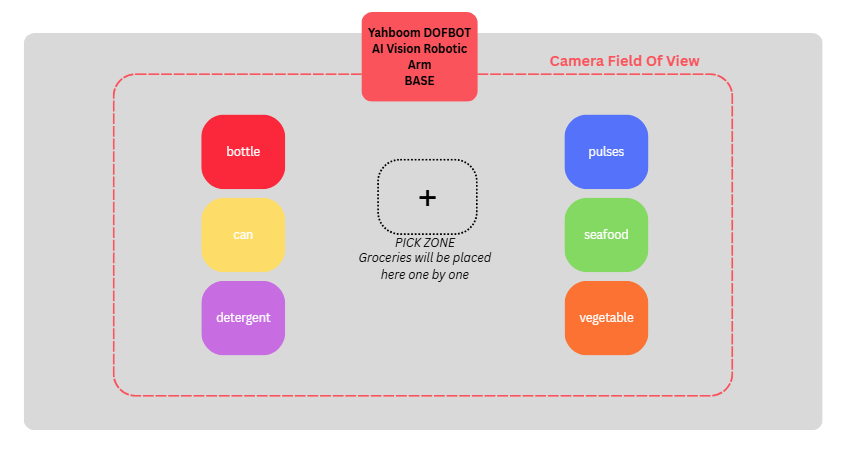 Yahboom DOFBOT
AI Vision Robotic
Arm
BASE
Camera Field Of View
bottle
pulses
+
can
seafood
PICK ZONE
Groceries will be placed
here one by one
detergent
vegetable